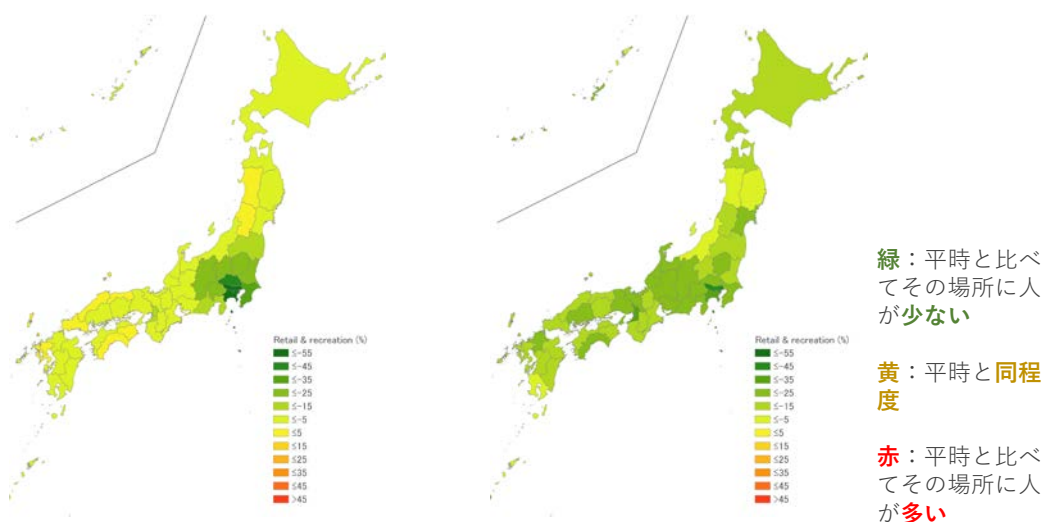 Retail & recreation (%)
≤-55
≤-45
≤-35
≤-25
≤-15
≤-5
≤5
≤15
≤25
≤35
≤45
>45
Retail & recreation (%)
≤-55
≤-45
≤-35
≤-25
≤-15
≤-5
≤5
≤15
≤25
≤35
≤45
>45
緑：平時と比べ
てその場所に人
が少ない
黄：平時と同程
度
赤：平時と比べ
てその場所に人
が多い